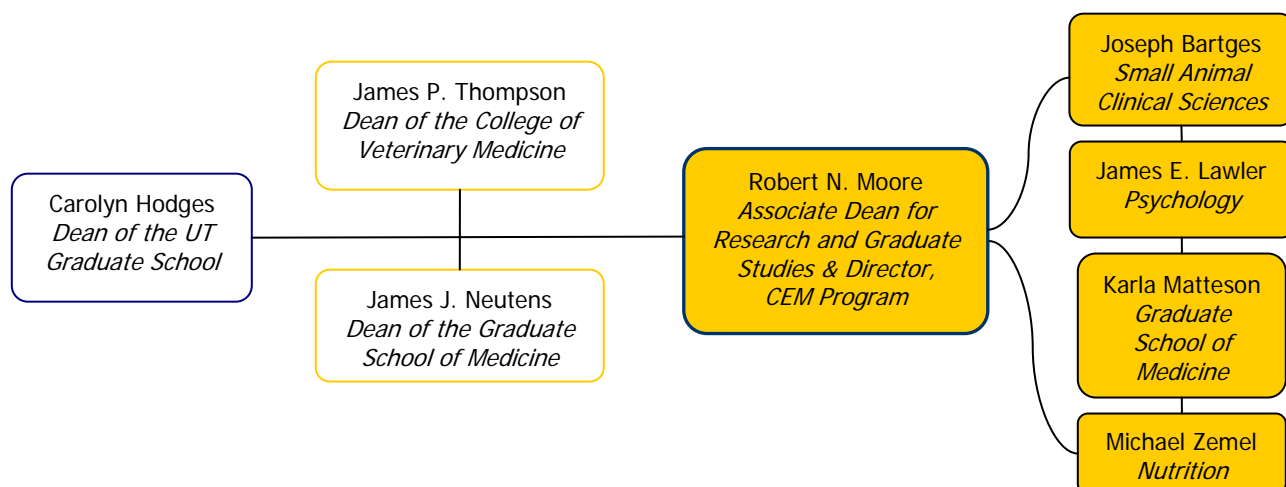 Carolyn Hodges
Dean of the UT
Graduate School
James P. Thompson
Dean of the College of
Veterinary Medicine
James J. Neutens
Dean of the Graduate
School of Medicine
Robert N. Moore
Associate Dean for
Research and Graduate
Studies & Director,
CEM Program
Joseph Bartges
Small Animal
Clinical Sciences
James E. Lawler
Psychology
Karla Matteson
Graduate
School of
Medicine
Michael Zemel
Nutrition